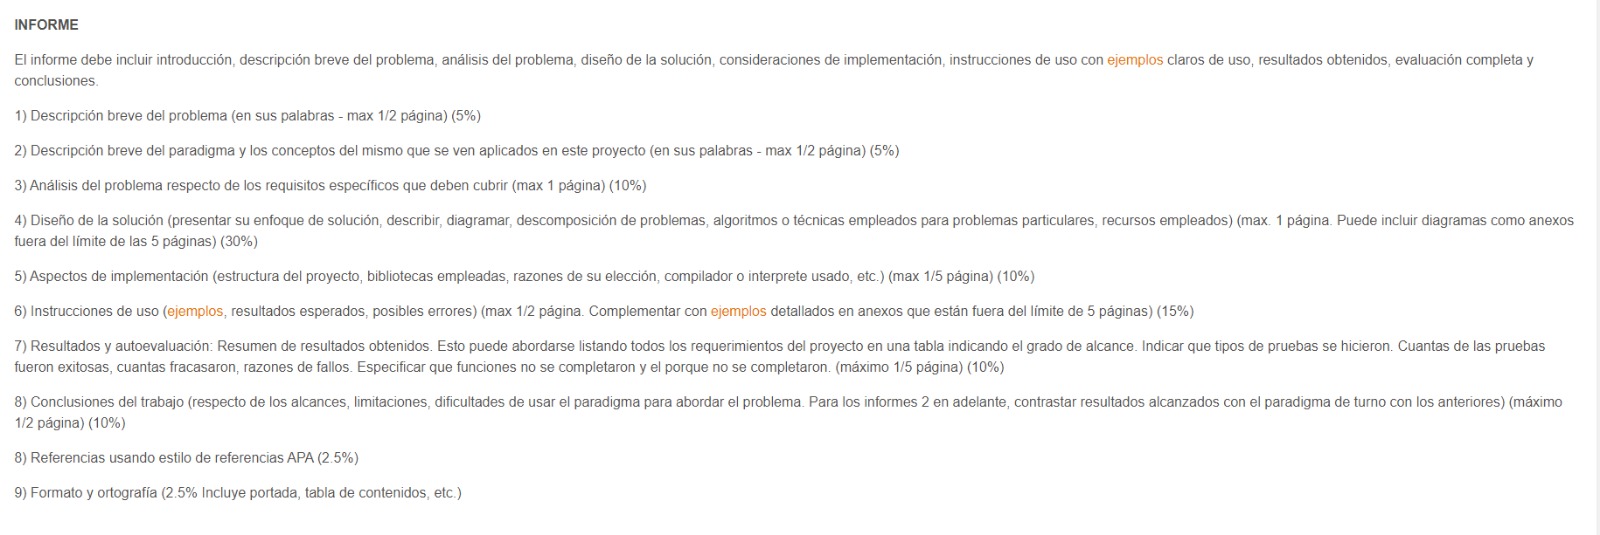 INFORME
El informe debe incluir introducción, descripción breve del problema, análisis del problema, diseño de la solución, consideraciones de implementación, instrucciones de uso con ejemplos claros de uso, resultados obtenidos, evaluación completa y
conclusiones.
1) Descripción breve del problema (en sus palabras - max 1/2 página) (5%)
2) Descripción breve del paradigma y los conceptos del mismo que se ven aplicados en este proyecto (en sus palabras - max 1/2 página) (5%)
3) Análisis del problema respecto de los requisitos específicos que deben cubrir (max 1 página) (10%)
4) Diseño de la solución (presentar su enfoque de solución, describir, diagramar, descomposición de problemas, algoritmos o técnicas empleados para problemas particulares, recursos empleados) (max. 1 página. Puede incluir diagramas como anexos
fuera del límite de las 5 páginas) (30%)
5) Aspectos de implementación (estructura del proyecto, bibliotecas empleadas, razones de su elección, compilador o interprete usado, etc.) (max 1/5 página) (10%)
6) Instrucciones de uso (ejemplos, resultados esperados, posibles errores) (max 1/2 página. Complementar con ejemplos detallados en anexos que están fuera del límite de 5 páginas) (15%)
7) Resultados y autoevaluación: Resumen de resultados obtenidos. Esto puede abordarse listando todos los requerimientos del proyecto en una tabla indicando el grado de alcance. Indicar que tipos de pruebas se hicieron. Cuantas de las pruebas
fueron exitosas, cuantas fracasaron, razones de fallos. Especificar que funciones no se completaron y el porque no se completaron. (máximo 1/5 página) (10%)
8) Conclusiones del trabajo (respecto de los alcances, limitaciones, dificultades de usar el paradigma para abordar el problema. Para los informes 2 en adelante, contrastar resultados alcanzados con el paradigma de turno con los anteriores) (máximo
1/2 página) (10%)
8) Referencias usando estilo de referencias APA (2.5%)
9) Formato y ortografía (2.5% Incluye portada, tabla de contenidos, etc.)